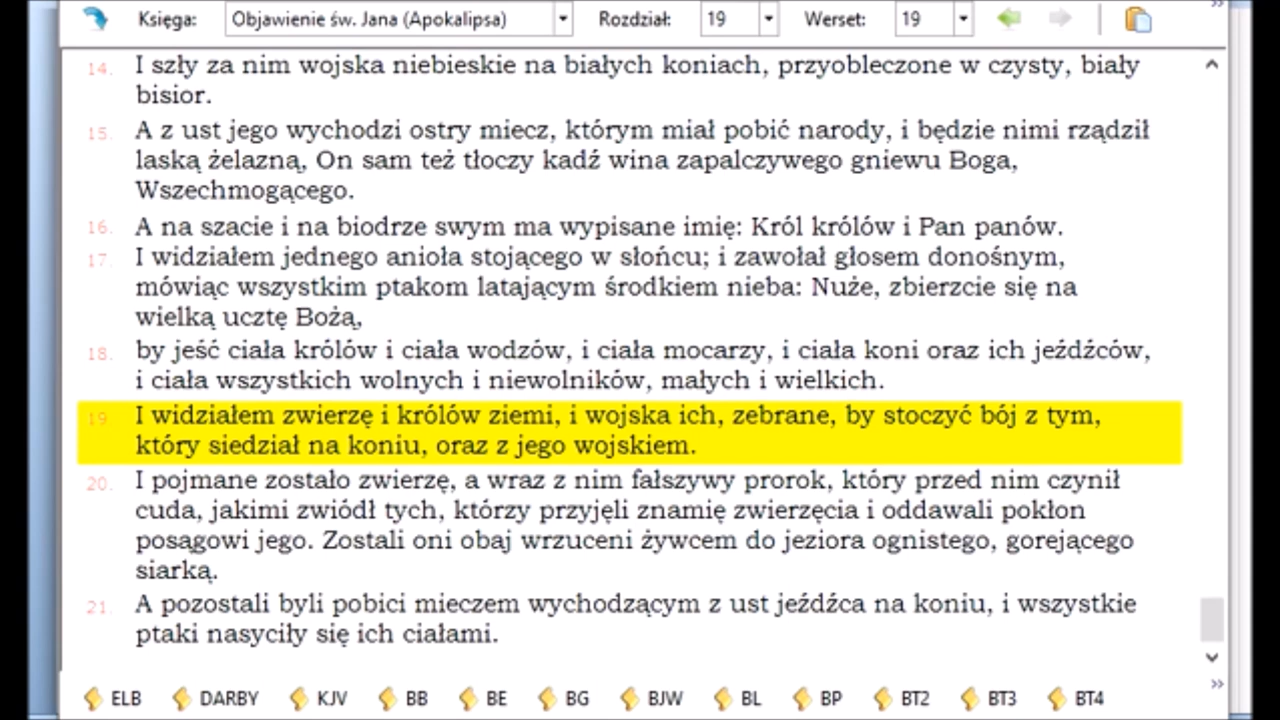 Księga: Objawienie św. Jana (Apokalipsa) Rozdział: 19 Werset: 19
14. I szły za nim wojska niebieskie na białych koniach, przyobleczone w czysty, biały
bisior.
15. A z ust jego wychodzi ostry miecz, którym miał pobić narody, i będzie nimi rządził
laską żelazną, On sam też tłoczy kadź wina zapalczywego gniewu Boga,
Wszechmogącego.
16. A na szacie i na biodrze swym ma wypisane imię: Król królów i Pan panów.
17. I widziałem jednego anioła stojącego w słońcu; i zawołał głosem donośnym,
mówiąc wszystkim ptakom latającym środkiem nieba: Nuże, zbierzcie się na
wielką ucztę Bożą,
18. by jeść ciała królów i ciała wodzów, i ciała mocarzy, i ciała koni oraz ich jeźdźców,
i ciała wszystkich wolnych i niewolników, małych i wielkich.
19. I widziałem zwierzę i królów ziemi, i wojska ich, zebrane, by stoczyć bój z tym,
który siedział na koniu, oraz z jego wojskiem.
20. I pojmane zostało zwierzę, a wraz z nim fałszywy prorok, który przed nim czynił
cuda, jakimi zwiódł tych, którzy przyjęli znamię zwierzęcia i oddawali pokłon
posągowi jego. Zostali oni obaj wrzuceni żywcem do jeziora ognistego, gorejącego
siarką.
21. A pozostali byli pobici mieczem wychodzącym z ust jeźdźca na koniu, i wszystkie
ptaki nasyciły się ich ciałami.
ELB DARBY KJV BB BE BG BJW BL BP BT2 BT3 BT4